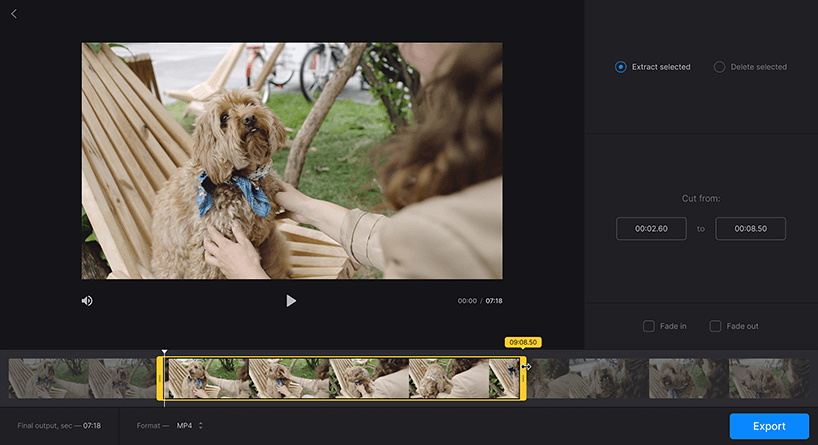 Extract selected
Delete selected
Cut from:
00:02.60 to 00:08.50
00:00 / 07:18
Fade in
Fade out
09:08.50
Final output, sec — 07:18
Format — MP4
Export